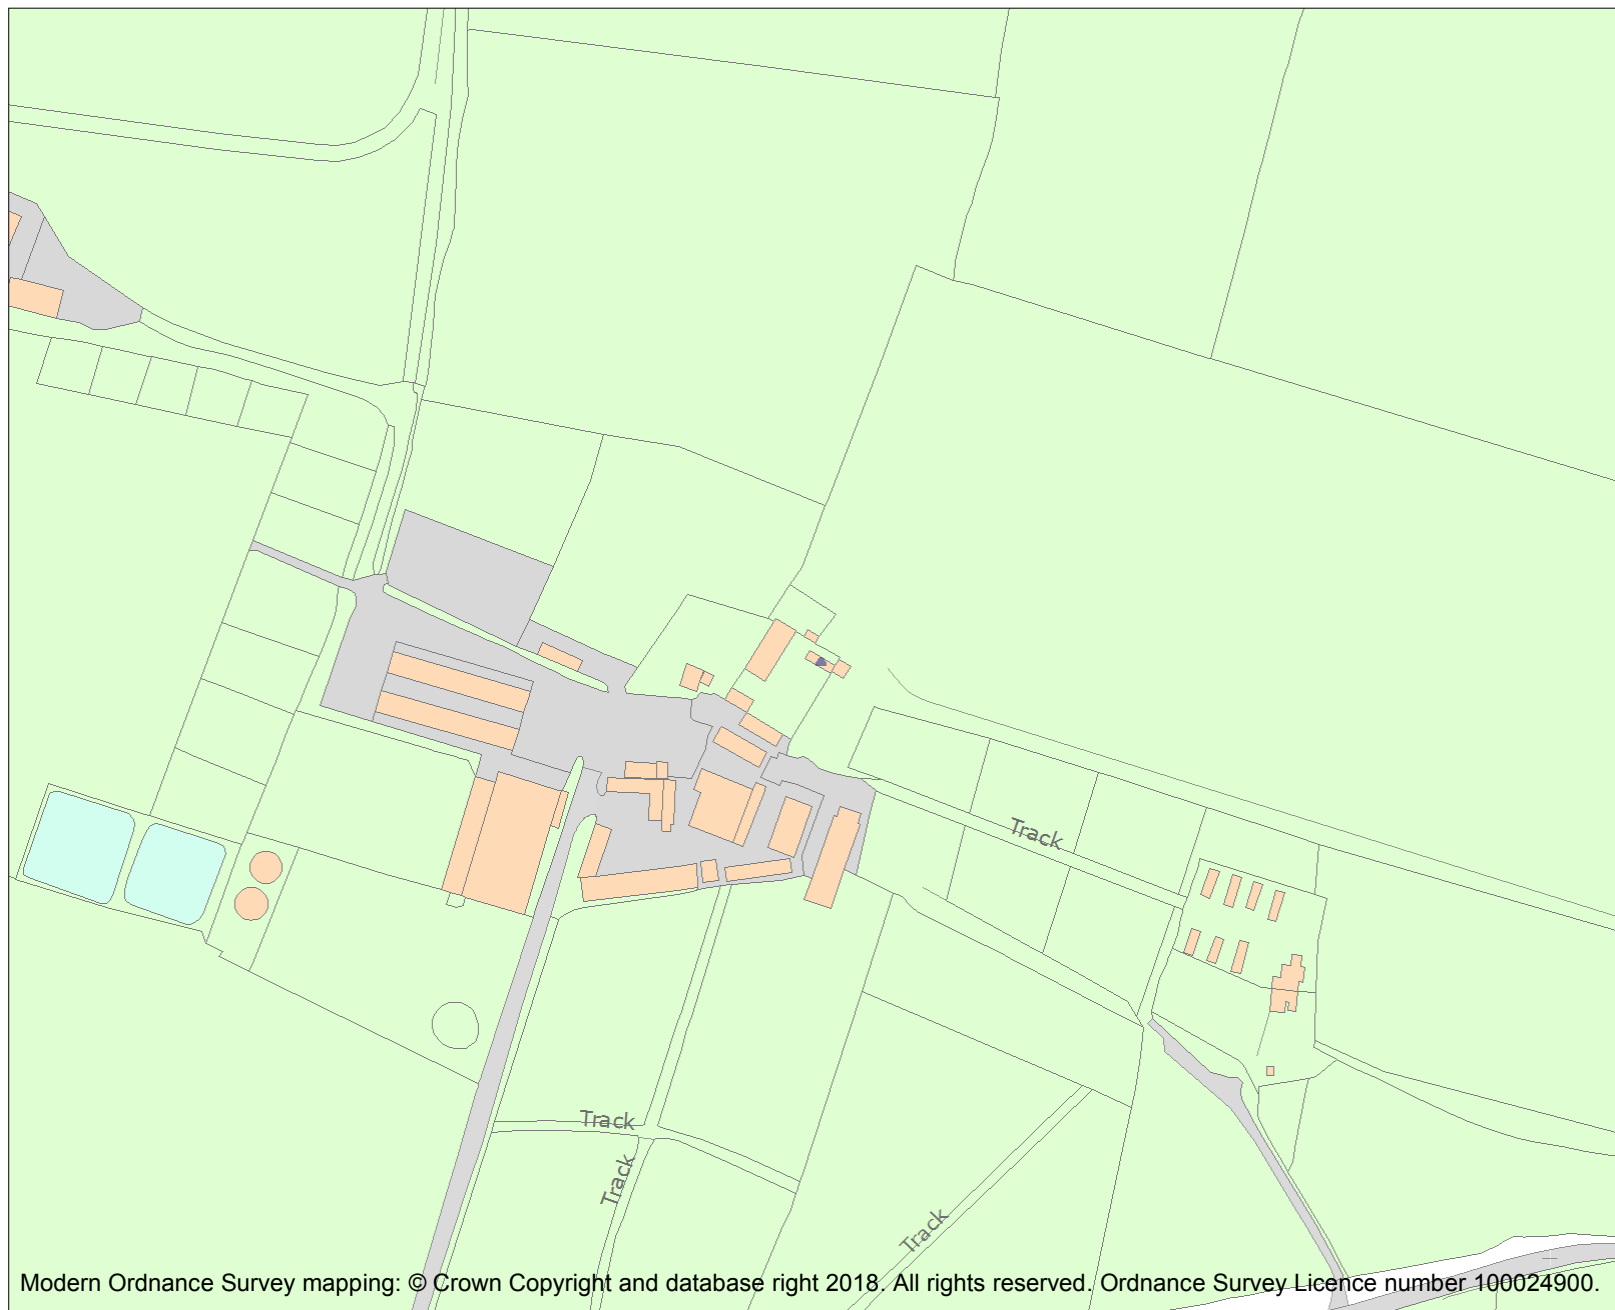 Track
Track
Track
Track
Modern Ordnance Survey mapping: © Crown Copyright and database right 2018. All rights reserved. Ordnance Survey Licence number 100024900.